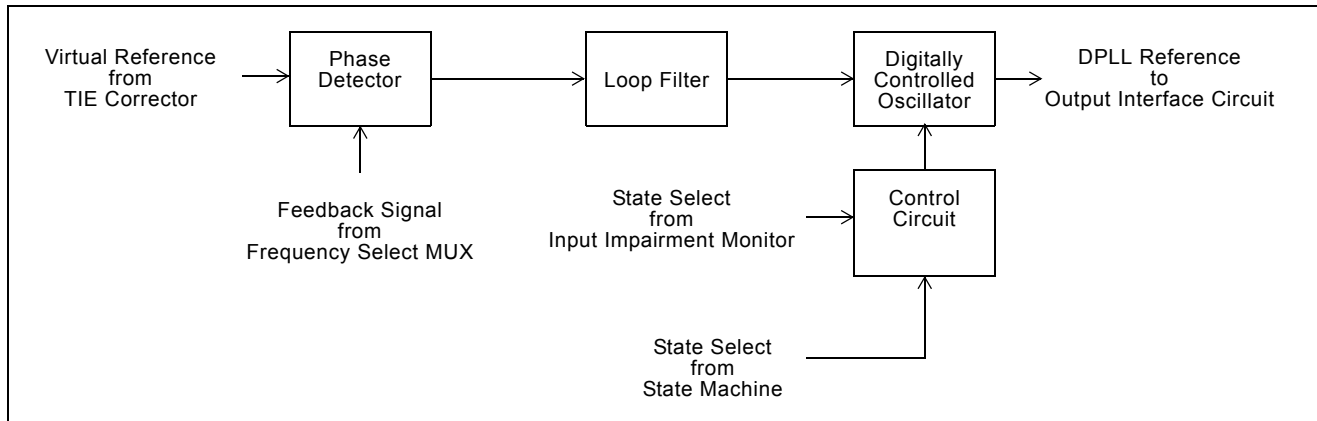 Virtual Reference
from
TIE Corrector
Phase
Detector
Loop Filter
Digitally
Controlled
Oscillator
DPLL Reference
to
Output Interface Circuit
Feedback Signal
from
Frequency Select MUX
State Select
from
Input Impairment Monitor
Control
Circuit
State Select
from
State Machine